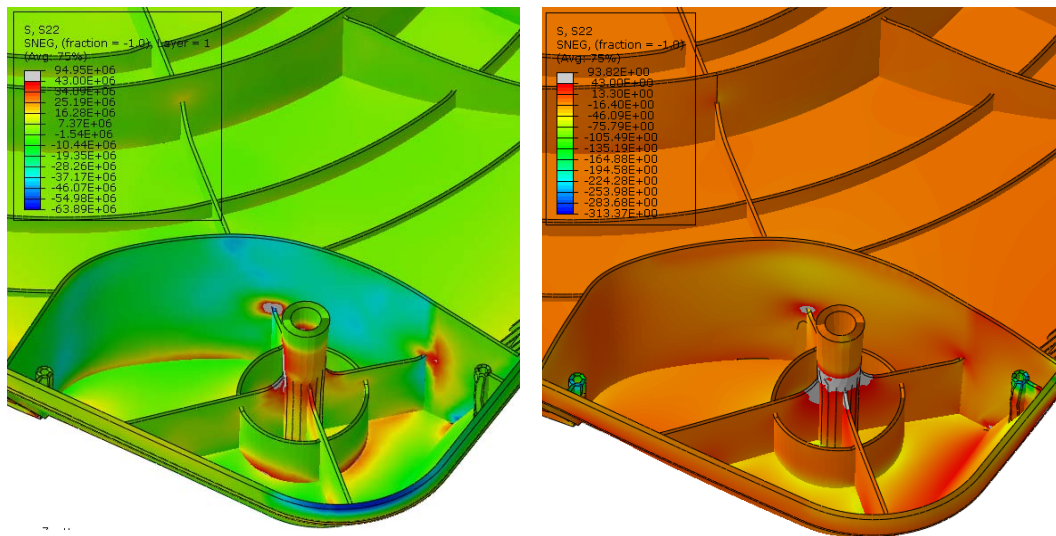 S, S22
SNEG, (fraction = -1.0), Layer = 1
(Avg: 75%)
94.95E+06
43.00E+06
34.09E+06
25.19E+06
16.28E+06
7.37E+06
-1.54E+06
-10.44E+06
-19.35E+06
-28.26E+06
-37.17E+06
-46.07E+06
-54.98E+06
-63.89E+06
S, S22
SNEG, (fraction = -1.0)
(Avg: 75%)
93.82E+00
43.00E+00
13.30E+00
-16.40E+00
-46.09E+00
-75.79E+00
-105.49E+00
-135.19E+00
-164.88E+00
-194.58E+00
-224.28E+00
-253.98E+00
-283.68E+00
-313.37E+00